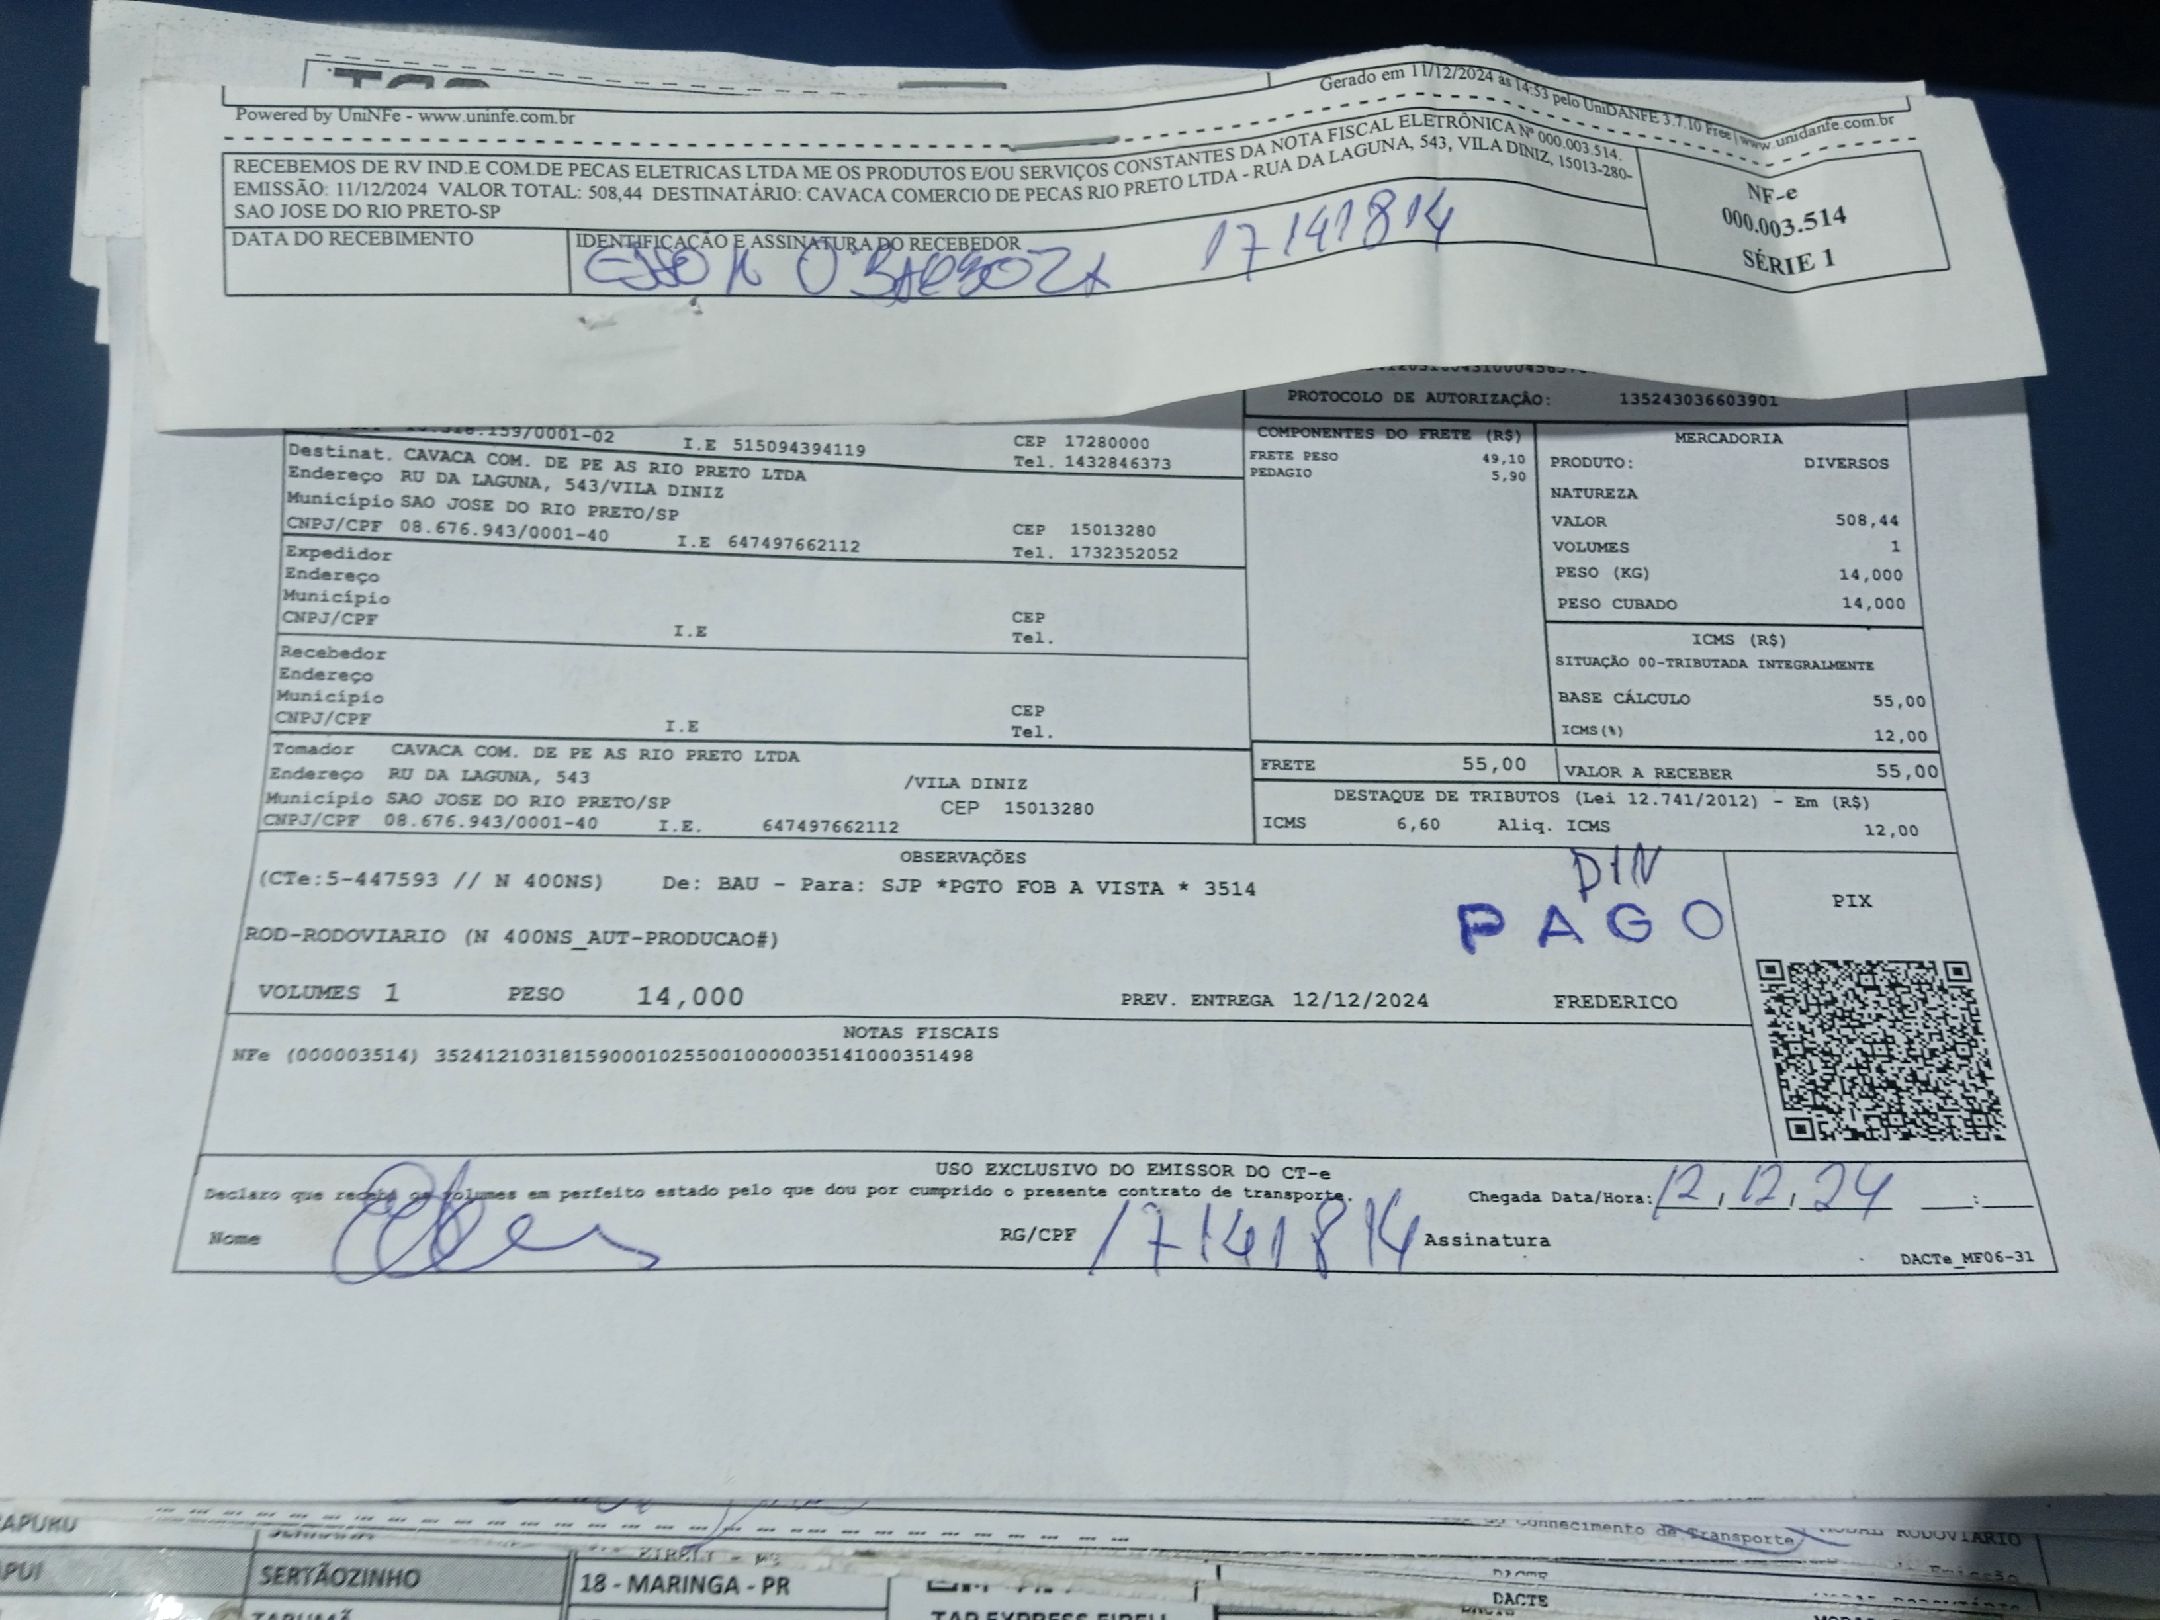 Powered by UniNFe - www.uninfe.com.br
Gerado em 11/12/2024 às 14:53 pelo UniDANFE 3.7.10 Free | www.unidanfe.com.br
RECEBEMOS DE RV IND.E COM.DE PECAS ELETRICAS LTDA ME OS PRODUTOS E/OU SERVIÇOS CONSTANTES DA NOTA FISCAL ELETRÔNICA Nº 000.003.514.
EMISSÃO: 11/12/2024 VALOR TOTAL: 508,44 DESTINATÁRIO: CAVACA COMERCIO DE PECAS RIO PRETO LTDA - RUA DA LAGUNA, 543, VILA DINIZ, 15013-280-
SAO JOSE DO RIO PRETO-SP
NF-e
000.003.514
SÉRIE 1
DATA DO RECEBIMENTO
IDENTIFICAÇÃO E ASSINATURA DO RECEBEDOR
17141814
PROTOCOLO DE AUTORIZAÇÃO: 135243036603901
159/0001-02 I.E 515094394119 CEP 17280000
Tel. 1432846373
Destinat. CAVACA COM. DE PE AS RIO PRETO LTDA
Endereço RU DA LAGUNA, 543/VILA DINIZ
Município SAO JOSE DO RIO PRETO/SP CEP 15013280
CNPJ/CPF 08.676.943/0001-40 I.E 647497662112 Tel. 1732352052
Expedidor
Endereço
Município CEP
CNPJ/CPF I.E Tel.
Recebedor
Endereço
Município CEP
CNPJ/CPF I.E Tel.
Tomador CAVACA COM. DE PE AS RIO PRETO LTDA
Endereço RU DA LAGUNA, 543 /VILA DINIZ
Município SAO JOSE DO RIO PRETO/SP CEP 15013280
CNPJ/CPF 08.676.943/0001-40 I.E. 647497662112
COMPONENTES DO FRETE (R$)
FRETE PESO 49,10
PEDAGIO 5,90
MERCADORIA
PRODUTO: DIVERSOS
NATUREZA
VALOR 508,44
VOLUMES 1
PESO (KG) 14,000
PESO CUBADO 14,000
ICMS (R$)
SITUAÇÃO 00-TRIBUTADA INTEGRALMENTE
BASE CÁLCULO 55,00
ICMS(%) 12,00
FRETE 55,00 VALOR A RECEBER 55,00
DESTAQUE DE TRIBUTOS (Lei 12.741/2012) - Em (R$)
ICMS 6,60 Aliq. ICMS 12,00
OBSERVAÇÕES
(CTe:5-447593 // N 400NS) De: BAU - Para: SJP *PGTO FOB A VISTA * 3514
DIN
PAGO
PIX
ROD-RODOVIARIO (N 400NS_AUT-PRODUCAO#)
VOLUMES 1 PESO 14,000 PREV. ENTREGA 12/12/2024 FREDERICO
NOTAS FISCAIS
NFe (000003514) 35241210318159000102550010000035141000351498
USO EXCLUSIVO DO EMISSOR DO CT-e
Declaro que recebi os volumes em perfeito estado pelo que dou por cumprido o presente contrato de transporte.
Chegada Data/Hora: 12 / 12 / 24 :
Nome RG/CPF 17141814 Assinatura
DACTe_MF06-31
Conhecimento de Transporte
MODAL RODOVIARIO
APUI
SERTÃOZINHO
18 - MARINGA - PR
DACTE
TAP EXPRESS EIRELI